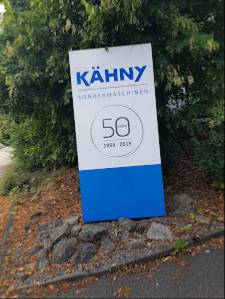 KÄHNY
SONDERMASCHINEN
50
1969 - 2019